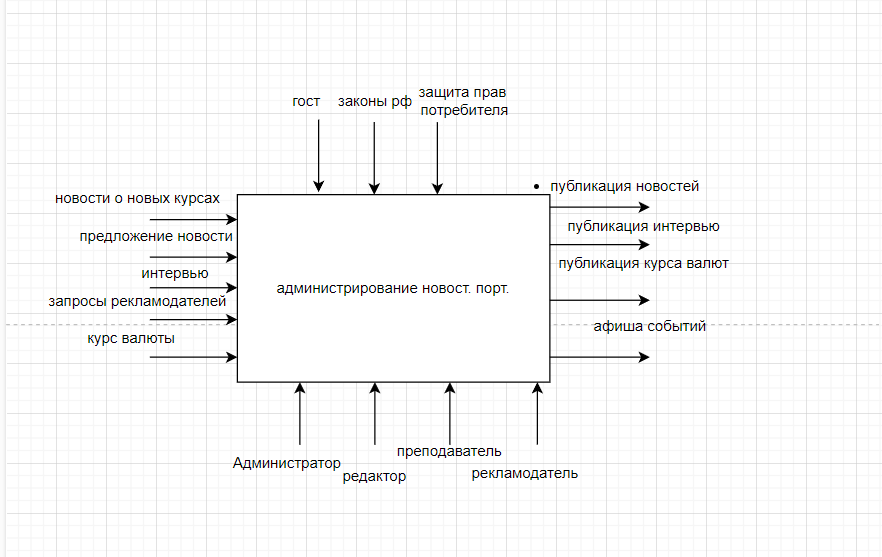 гост
законы рф
защита прав
потребителя
новости о новых курсах
предложение новости
интервью
запросы рекламодателей
курс валюты
администрирование новост. порт.
• публикация новостей
публикация интервью
публикация курса валют
афиша событий
Администратор
редактор
преподаватель
рекламодатель